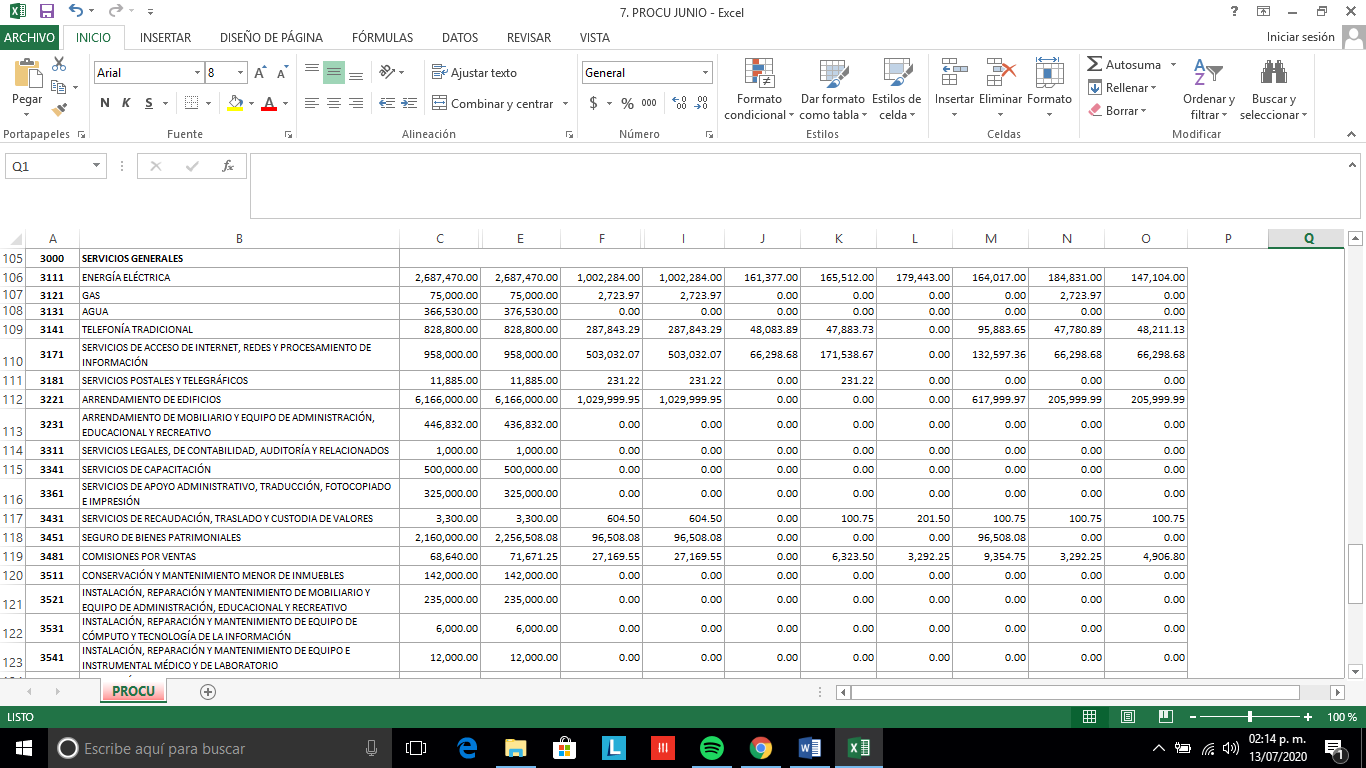 7. PROCU JUNIO - Excel
ARCHIVO INICIO INSERTAR DISEÑO DE PÁGINA FÓRMULAS DATOS REVISAR VISTA Iniciar sesión
Pegar
Portapapeles
Arial 8
N K S
Fuente
Ajustar texto
Combinar y centrar
Alineación
General
$ % 000
Número
Formato condicional
Dar formato como tabla
Estilos de celda
Estilos
Insertar Eliminar Formato
Celdas
Autosuma
Rellenar
Borrar
Ordenar y filtrar
Buscar y seleccionar
Modificar
Q1 fx
A B C E F I J K L M N O P Q
105 3000 SERVICIOS GENERALES
106 3111 ENERGÍA ELÉCTRICA 2,687,470.00 2,687,470.00 1,002,284.00 1,002,284.00 161,377.00 165,512.00 179,443.00 164,017.00 184,831.00 147,104.00
107 3121 GAS 75,000.00 75,000.00 2,723.97 2,723.97 0.00 0.00 0.00 0.00 2,723.97 0.00
108 3131 AGUA 366,530.00 376,530.00 0.00 0.00 0.00 0.00 0.00 0.00 0.00 0.00
109 3141 TELEFONÍA TRADICIONAL 828,800.00 828,800.00 287,843.29 287,843.29 48,083.89 47,883.73 0.00 95,883.65 47,780.89 48,211.13
110 3171 SERVICIOS DE ACCESO DE INTERNET, REDES Y PROCESAMIENTO DE
INFORMACIÓN 958,000.00 958,000.00 503,032.07 503,032.07 66,298.68 171,538.67 0.00 132,597.36 66,298.68 66,298.68
111 3181 SERVICIOS POSTALES Y TELEGRÁFICOS 11,885.00 11,885.00 231.22 231.22 0.00 231.22 0.00 0.00 0.00 0.00
112 3221 ARRENDAMIENTO DE EDIFICIOS 6,166,000.00 6,166,000.00 1,029,999.95 1,029,999.95 0.00 0.00 0.00 617,999.97 205,999.99 205,999.99
113 3231 ARRENDAMIENTO DE MOBILIARIO Y EQUIPO DE ADMINISTRACIÓN,
EDUCACIONAL Y RECREATIVO 446,832.00 436,832.00 0.00 0.00 0.00 0.00 0.00 0.00 0.00 0.00
114 3311 SERVICIOS LEGALES, DE CONTABILIDAD, AUDITORÍA Y RELACIONADOS 1,000.00 1,000.00 0.00 0.00 0.00 0.00 0.00 0.00 0.00 0.00
115 3341 SERVICIOS DE CAPACITACIÓN 500,000.00 500,000.00 0.00 0.00 0.00 0.00 0.00 0.00 0.00 0.00
116 3361 SERVICIOS DE APOYO ADMINISTRATIVO, TRADUCCIÓN, FOTOCOPIADO
E IMPRESIÓN 325,000.00 325,000.00 0.00 0.00 0.00 0.00 0.00 0.00 0.00 0.00
117 3431 SERVICIOS DE RECAUDACIÓN, TRASLADO Y CUSTODIA DE VALORES 3,300.00 3,300.00 604.50 604.50 0.00 100.75 201.50 100.75 100.75 100.75
118 3451 SEGURO DE BIENES PATRIMONIALES 2,160,000.00 2,256,508.08 96,508.08 96,508.08 0.00 0.00 0.00 96,508.08 0.00 0.00
119 3481 COMISIONES POR VENTAS 68,640.00 71,671.25 27,169.55 27,169.55 0.00 6,323.50 3,292.25 9,354.75 3,292.25 4,906.80
120 3511 CONSERVACIÓN Y MANTENIMIENTO MENOR DE INMUEBLES 142,000.00 142,000.00 0.00 0.00 0.00 0.00 0.00 0.00 0.00 0.00
121 3521 INSTALACIÓN, REPARACIÓN Y MANTENIMIENTO DE MOBILIARIO Y
EQUIPO DE ADMINISTRACIÓN, EDUCACIONAL Y RECREATIVO 235,000.00 235,000.00 0.00 0.00 0.00 0.00 0.00 0.00 0.00 0.00
122 3531 INSTALACIÓN, REPARACIÓN Y MANTENIMIENTO DE EQUIPO DE
CÓMPUTO Y TECNOLOGÍA DE LA INFORMACIÓN 6,000.00 6,000.00 0.00 0.00 0.00 0.00 0.00 0.00 0.00 0.00
123 3541 INSTALACIÓN, REPARACIÓN Y MANTENIMIENTO DE EQUIPO E
INSTRUMENTAL MÉDICO Y DE LABORATORIO 12,000.00 12,000.00 0.00 0.00 0.00 0.00 0.00 0.00 0.00 0.00
PROCU
LISTO 100 %
Escribe aquí para buscar
02:14 p. m.
13/07/2020
1